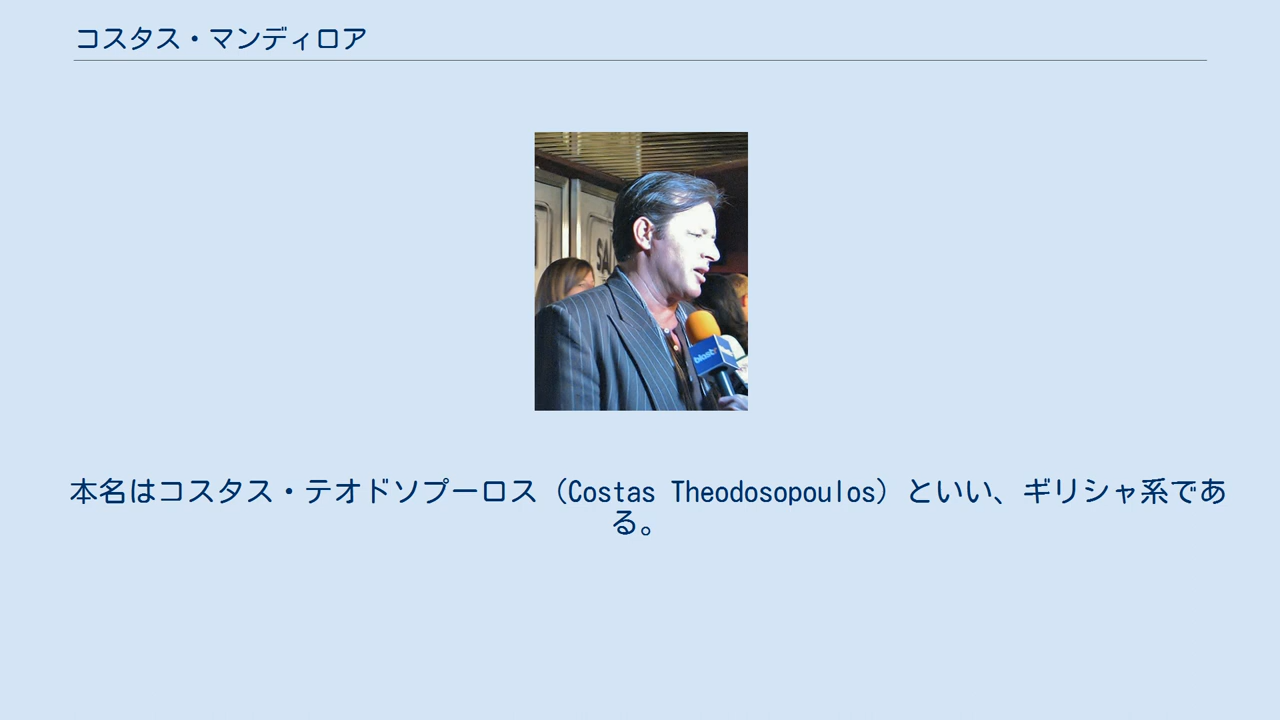 コスタス・マンディロア
SA
blastr
本名はコスタス・テオドソプーロス（Costas Theodosopoulos）といい、ギリシャ系であ
る。